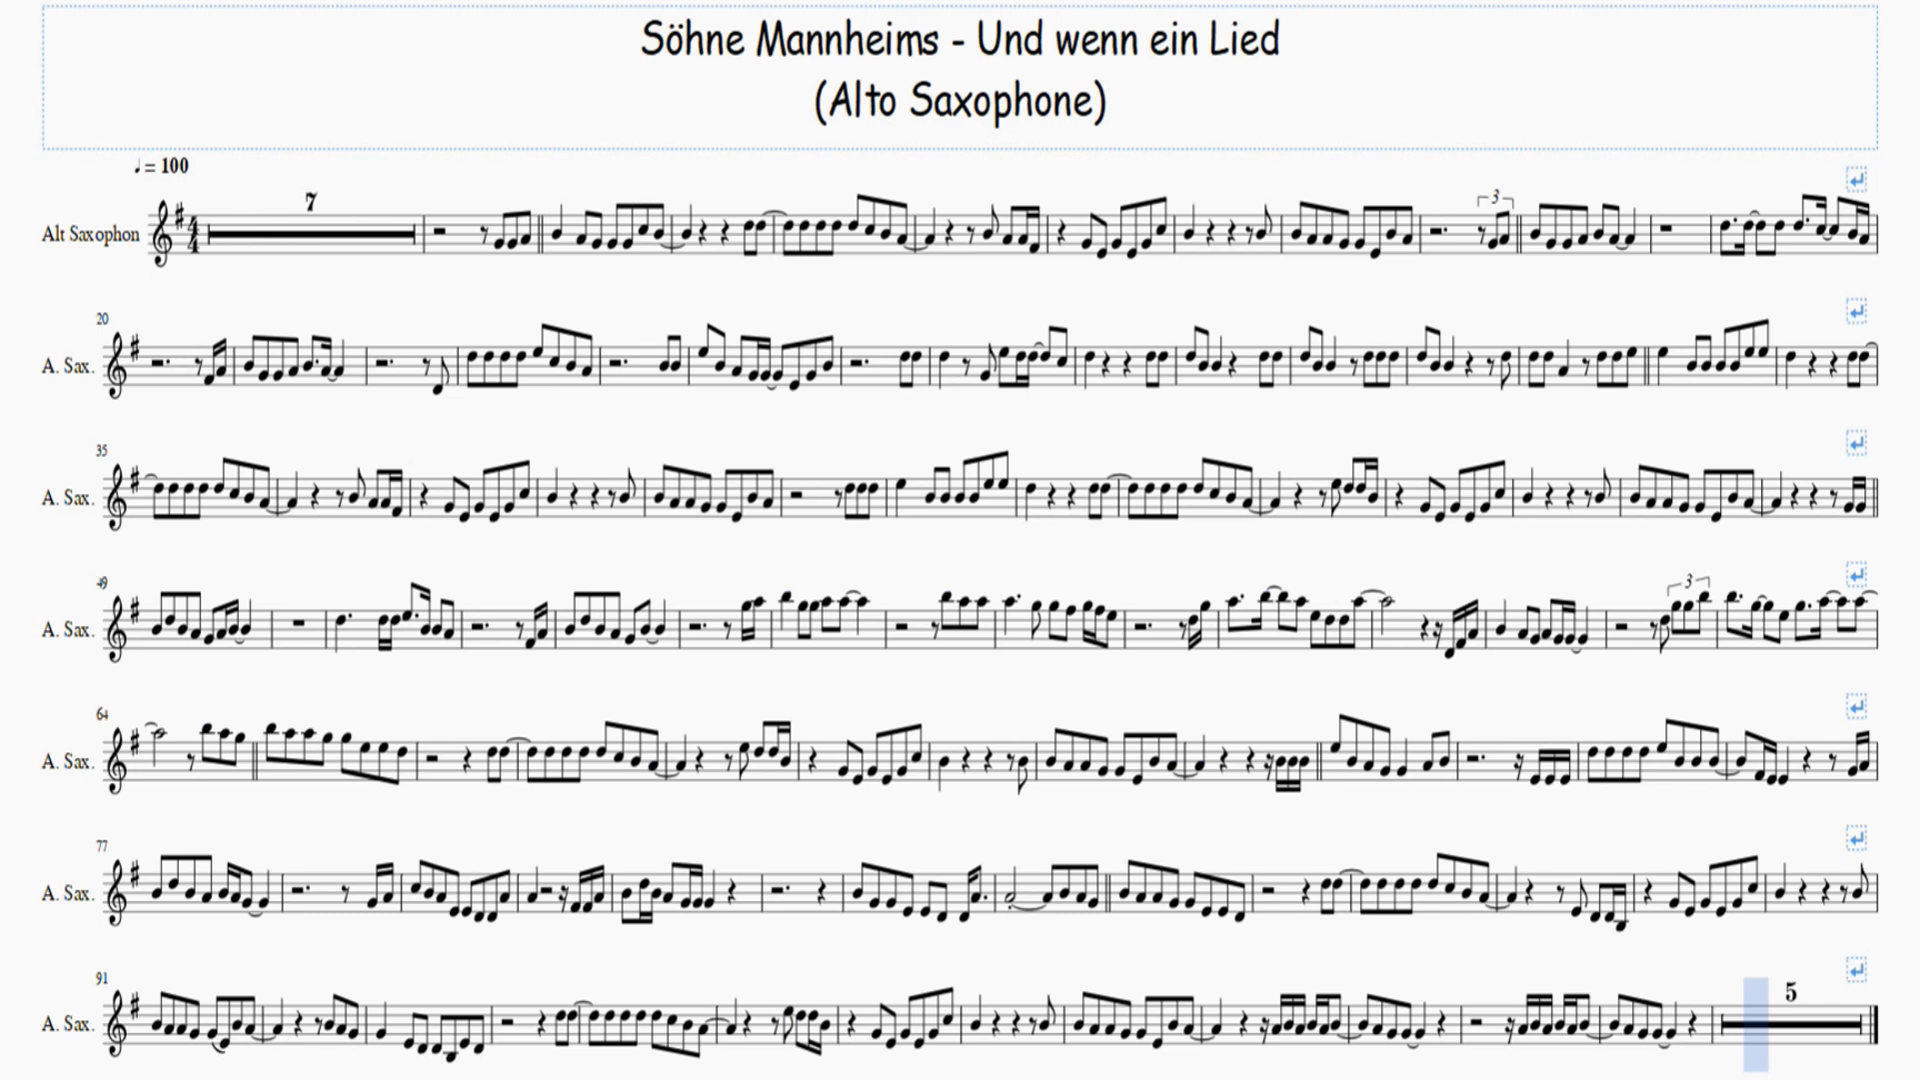 Söhne Mannheims - Und wenn ein Lied
(Alto Saxophone)
♩ = 100
7
Alt Saxophon
3
20
A. Sax.
35
A. Sax.
49
3
A. Sax.
64
A. Sax.
77
A. Sax.
91
5
A. Sax.